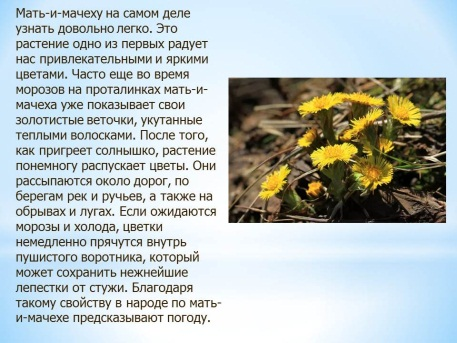 Мать-и-мачеху на самом деле
узнать довольно легко. Это
растение одно из первых радует
нас привлекательными и яркими
цветами. Часто еще во время
морозов на проталинках мать-и-
мачеха уже показывает свои
золотистые веточки, укутанные
теплыми волосками. После того,
как пригреет солнышко, растение
понемногу распускает цветы. Они
рассыпаются около дорог, по
берегам рек и ручьев, а также на
обрывах и лугах. Если ожидаются
морозы и холода, цветки
немедленно прячутся внутрь
пушистого воротника, который
может сохранить нежнейшие
лепестки от стужи. Благодаря
такому свойству в народе по мать-
и-мачехе предсказывают погоду.